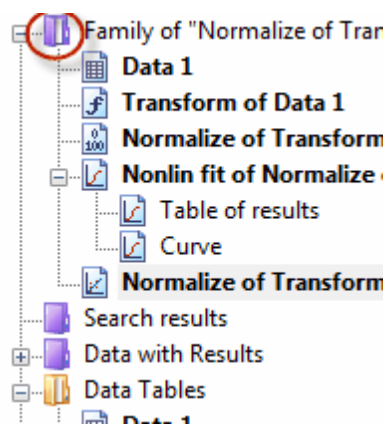 Family of "Normalize of Tran
Data 1
Transform of Data 1
Normalize of Transform
Nonlin fit of Normalize
Table of results
Curve
Normalize of Transform
Search results
Data with Results
Data Tables
Data 1